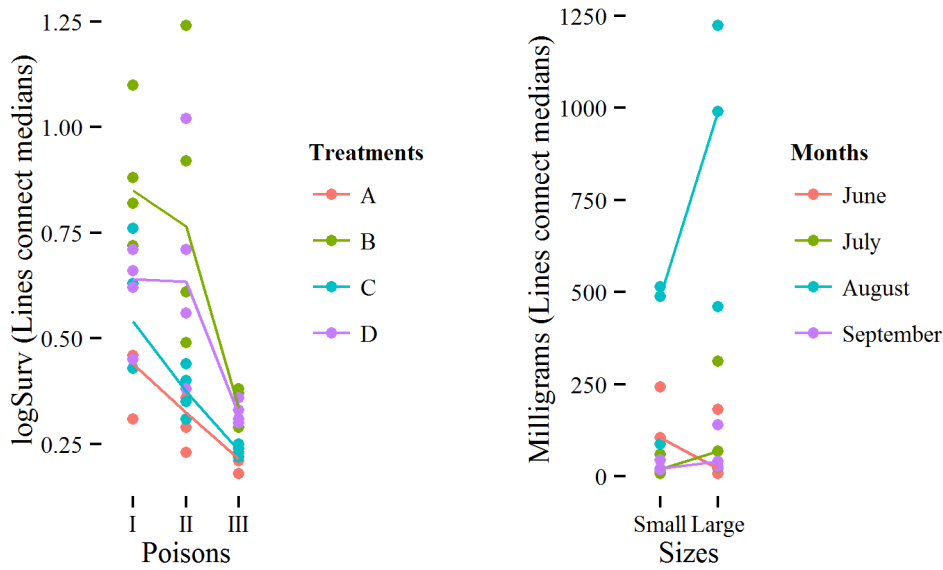 logSurv (Lines connect medians)
1.25
1.00
0.75
0.50
0.25
I
II
III
Poisons
Treatments
A
B
C
D
Milligrams (Lines connect medians)
1250
1000
750
500
250
0
Small
Large
Sizes
Months
June
July
August
September